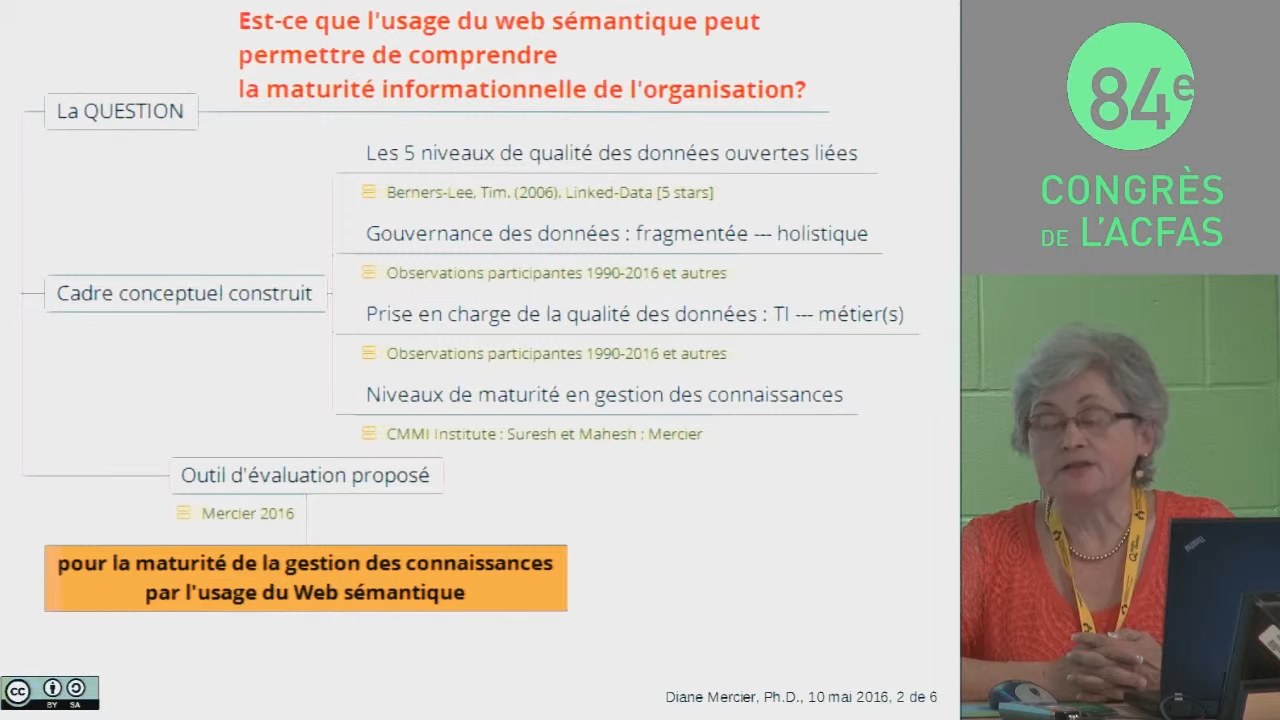 Est-ce que l'usage du web sémantique peut
permettre de comprendre
la maturité informationnelle de l'organisation?
La QUESTION
Les 5 niveaux de qualité des données ouvertes liées
Berners-Lee, Tim. (2006). Linked-Data [5 stars]
Gouvernance des données : fragmentée --- holistique
Observations participantes 1990-2016 et autres
Cadre conceptuel construit
Prise en charge de la qualité des données : TI --- métier(s)
Observations participantes 1990-2016 et autres
Niveaux de maturité en gestion des connaissances
CMMI Institute : Suresh et Mahesh : Mercier
Outil d'évaluation proposé
Mercier 2016
pour la maturité de la gestion des connaissances
par l'usage du Web sémantique
cc
BY SA
Diane Mercier, Ph.D., 10 mai 2016, 2 de 6
84e
CONGRÈS
DE L'ACFAS